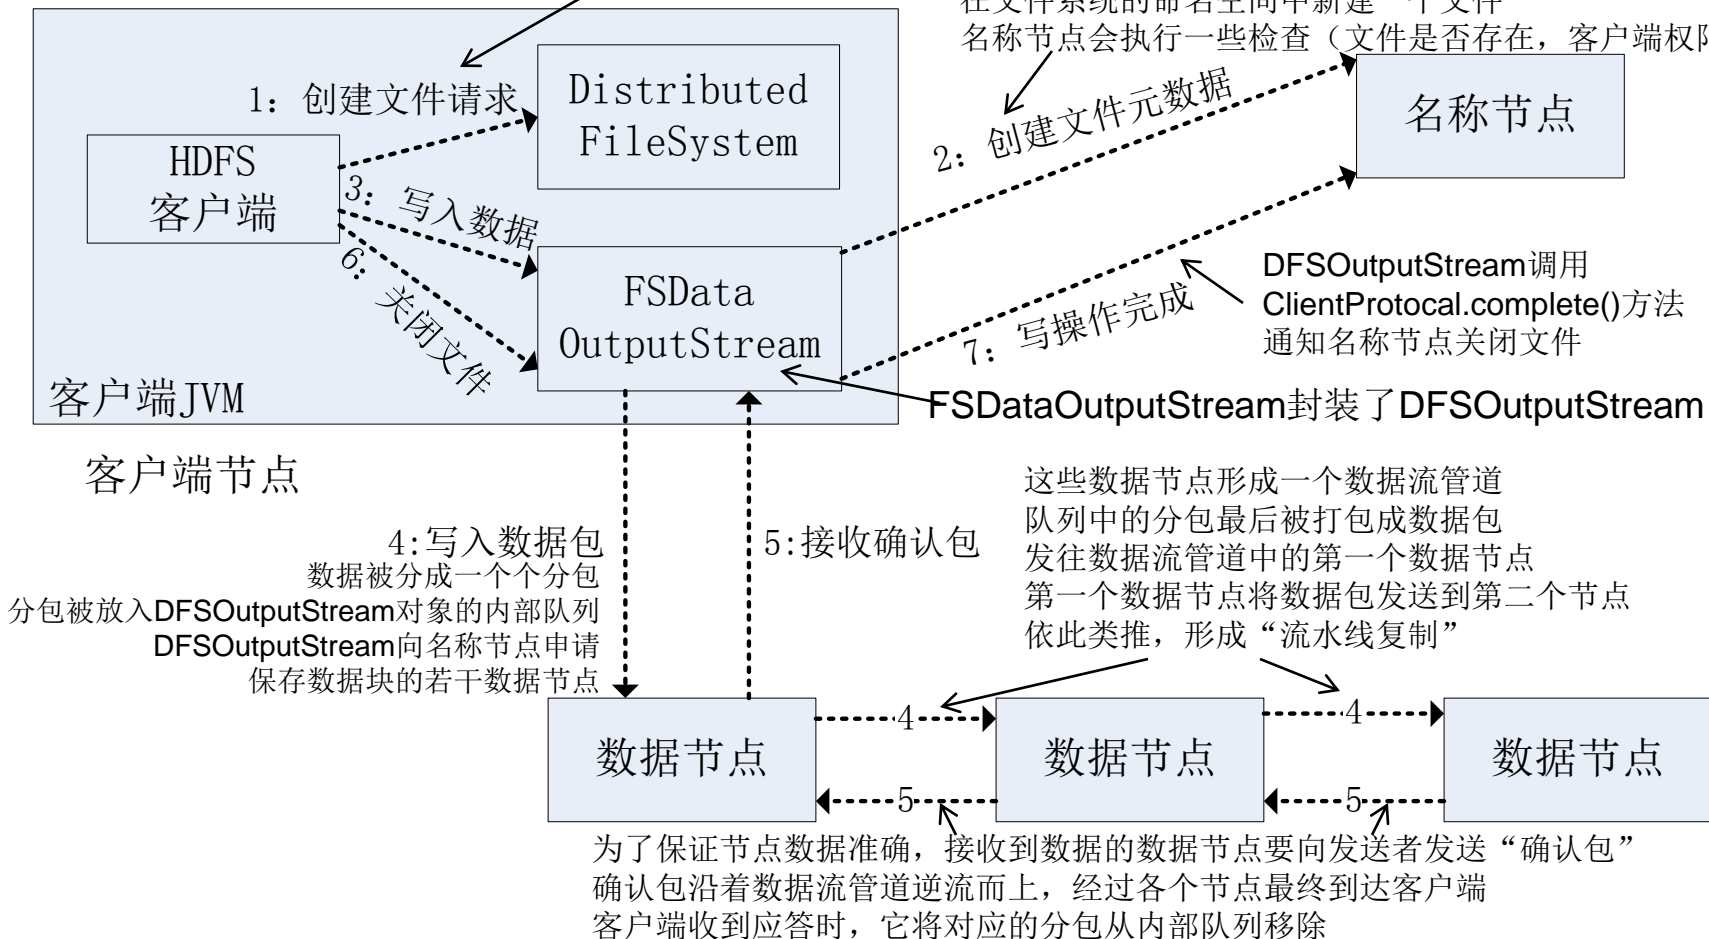 在文件系统的命名空间中新建一个文件
名称节点会执行一些检查（文件是否存在，客户端权限
1：创建文件请求
Distributed
FileSystem
2：创建文件元数据
名称节点
HDFS
客户端
3：写入数据
6：关闭文件
FSData
OutputStream
7：写操作完成
DFSOutputStream调用
ClientProtocal.complete()方法
通知名称节点关闭文件
客户端JVM
FSDataOutputStream封装了DFSOutputStream
客户端节点
4:写入数据包
数据被分成一个个分包
分包被放入DFSOutputStream对象的内部队列
DFSOutputStream向名称节点申请
保存数据块的若干数据节点
5:接收确认包
这些数据节点形成一个数据流管道
队列中的分包最后被打包成数据包
发往数据流管道中的第一个数据节点
第一个数据节点将数据包发送到第二个节点
依此类推，形成“流水线复制”
数据节点
4
数据节点
4
数据节点
5
5
为了保证节点数据准确，接收到数据的数据节点要向发送者发送“确认包”
确认包沿着数据流管道逆流而上，经过各个节点最终到达客户端
客户端收到应答时，它将对应的分包从内部队列移除